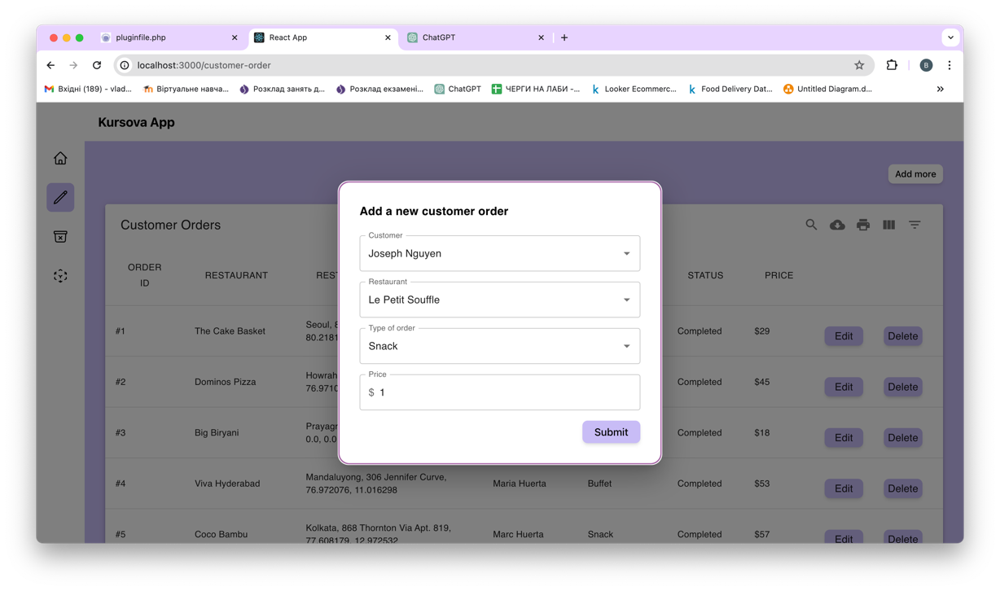 pluginfile.php
React App
ChatGPT
localhost:3000/customer-order
B
Вхідні (189) - vlad...
Віртуальне навча...
Розклад занять д...
Розклад екзамені...
ChatGPT
ЧЕРГИ НА ЛАБИ -...
Looker Ecommerc...
Food Delivery Dat...
Untitled Diagram.d...
Kursova App
Add more
Customer Orders
Add a new customer order
Customer
Joseph Nguyen
Restaurant
Le Petit Souffle
Type of order
Snack
Price
$ 1
Submit
ORDER
ID
RESTAURANT
REST
STATUS
PRICE
#1
The Cake Basket
Seoul, 8
80.2181
Completed
$29
Edit
Delete
#2
Dominos Pizza
Howrah
76.9710
Completed
$45
Edit
Delete
#3
Big Biryani
Prayagr
0.0, 0.0
Completed
$18
Edit
Delete
#4
Viva Hyderabad
Mandaluyong, 306 Jennifer Curve,
76.972076, 11.016298
Maria Huerta
Buffet
Completed
$53
Edit
Delete
#5
Coco Bambu
Kolkata, 868 Thornton Via Apt. 819,
77.608179, 12.972532
Marc Huerta
Snack
Completed
$57
Edit
Delete